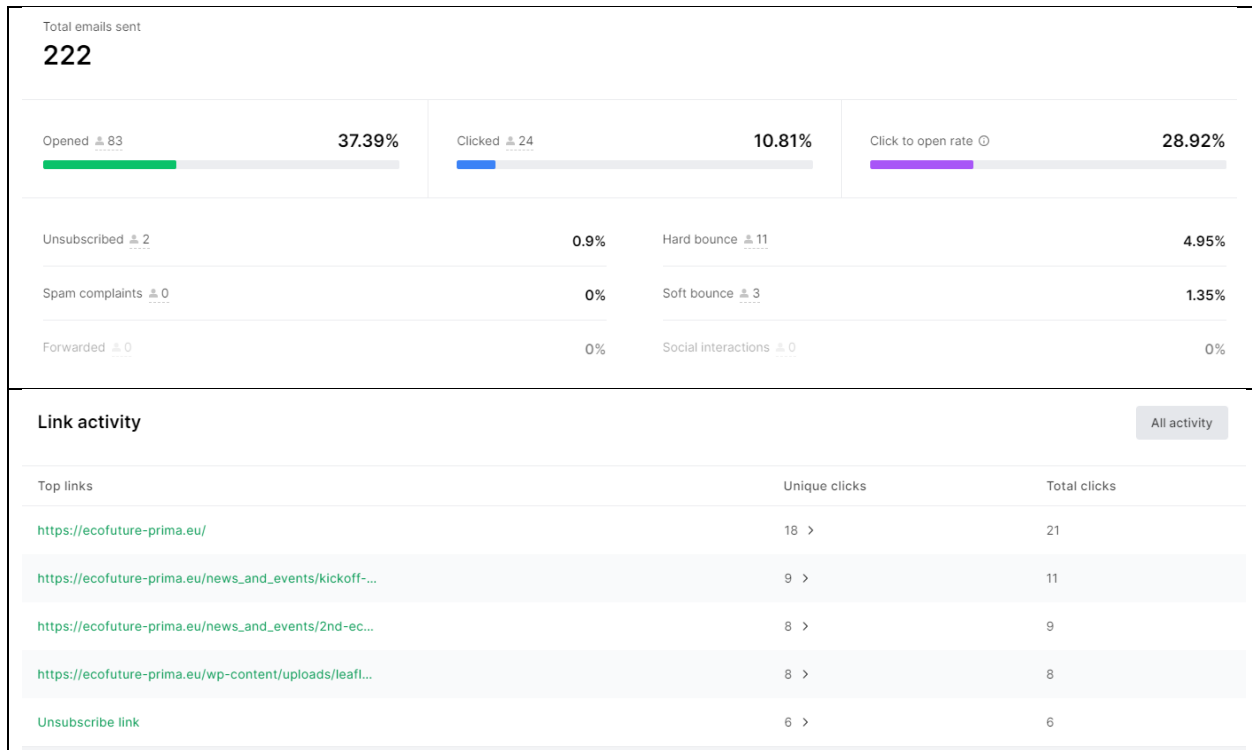 Total emails sent
222
Opened 83 37.39%
Clicked 24 10.81%
Click to open rate 28.92%
Unsubscribed 2 0.9%
Hard bounce 11 4.95%
Spam complaints 0 0%
Soft bounce 3 1.35%
Forwarded 0 0%
Social interactions 0 0%
Link activity All activity
Top links Unique clicks Total clicks
https://ecofuture-prima.eu/ 18 > 21
https://ecofuture-prima.eu/news_and_events/kickoff-... 9 > 11
https://ecofuture-prima.eu/news_and_events/2nd-ec... 8 > 9
https://ecofuture-prima.eu/wp-content/uploads/leafl... 8 > 8
Unsubscribe link 6 > 6